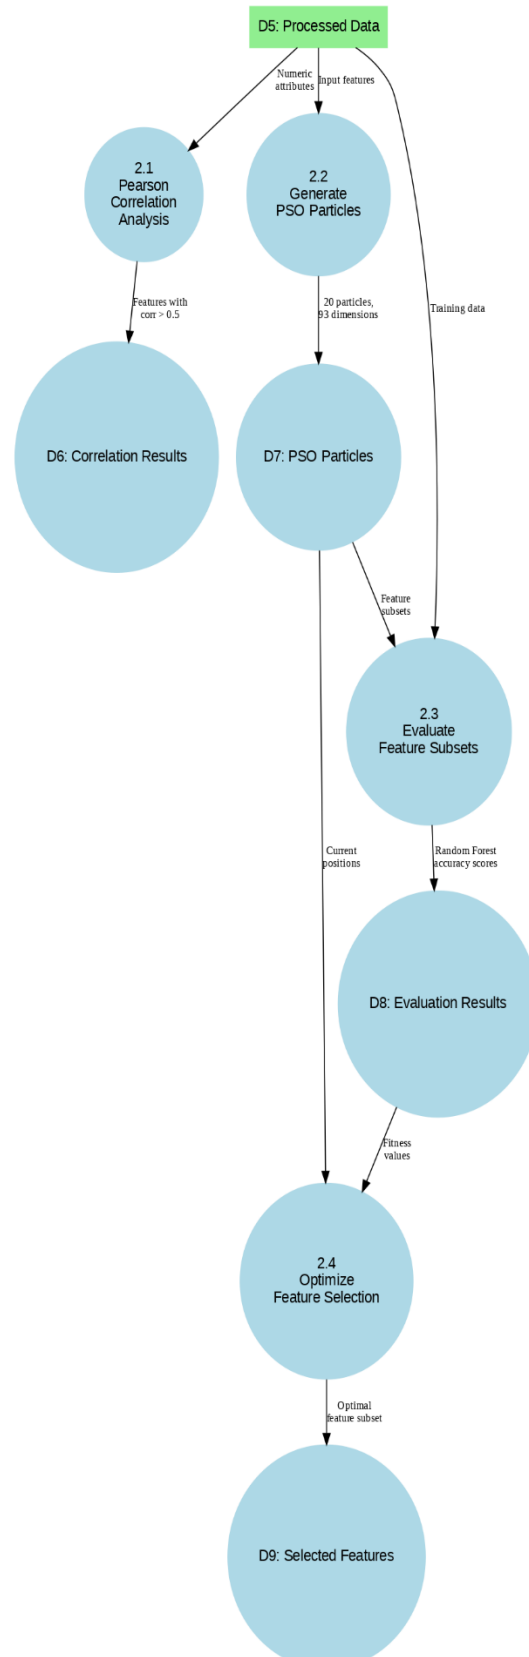 D5: Processed Data
Numeric
attributes
Input features
2.1
Pearson
Correlation
Analysis
2.2
Generate
PSO Particles
Features with
corr > 0.5
20 particles,
93 dimensions
Training data
D6: Correlation Results
D7: PSO Particles
Feature
subsets
2.3
Evaluate
Feature Subsets
Current
positions
Random Forest
accuracy scores
D8: Evaluation Results
Fitness
values
2.4
Optimize
Feature Selection
Optimal
feature subset
D9: Selected Features